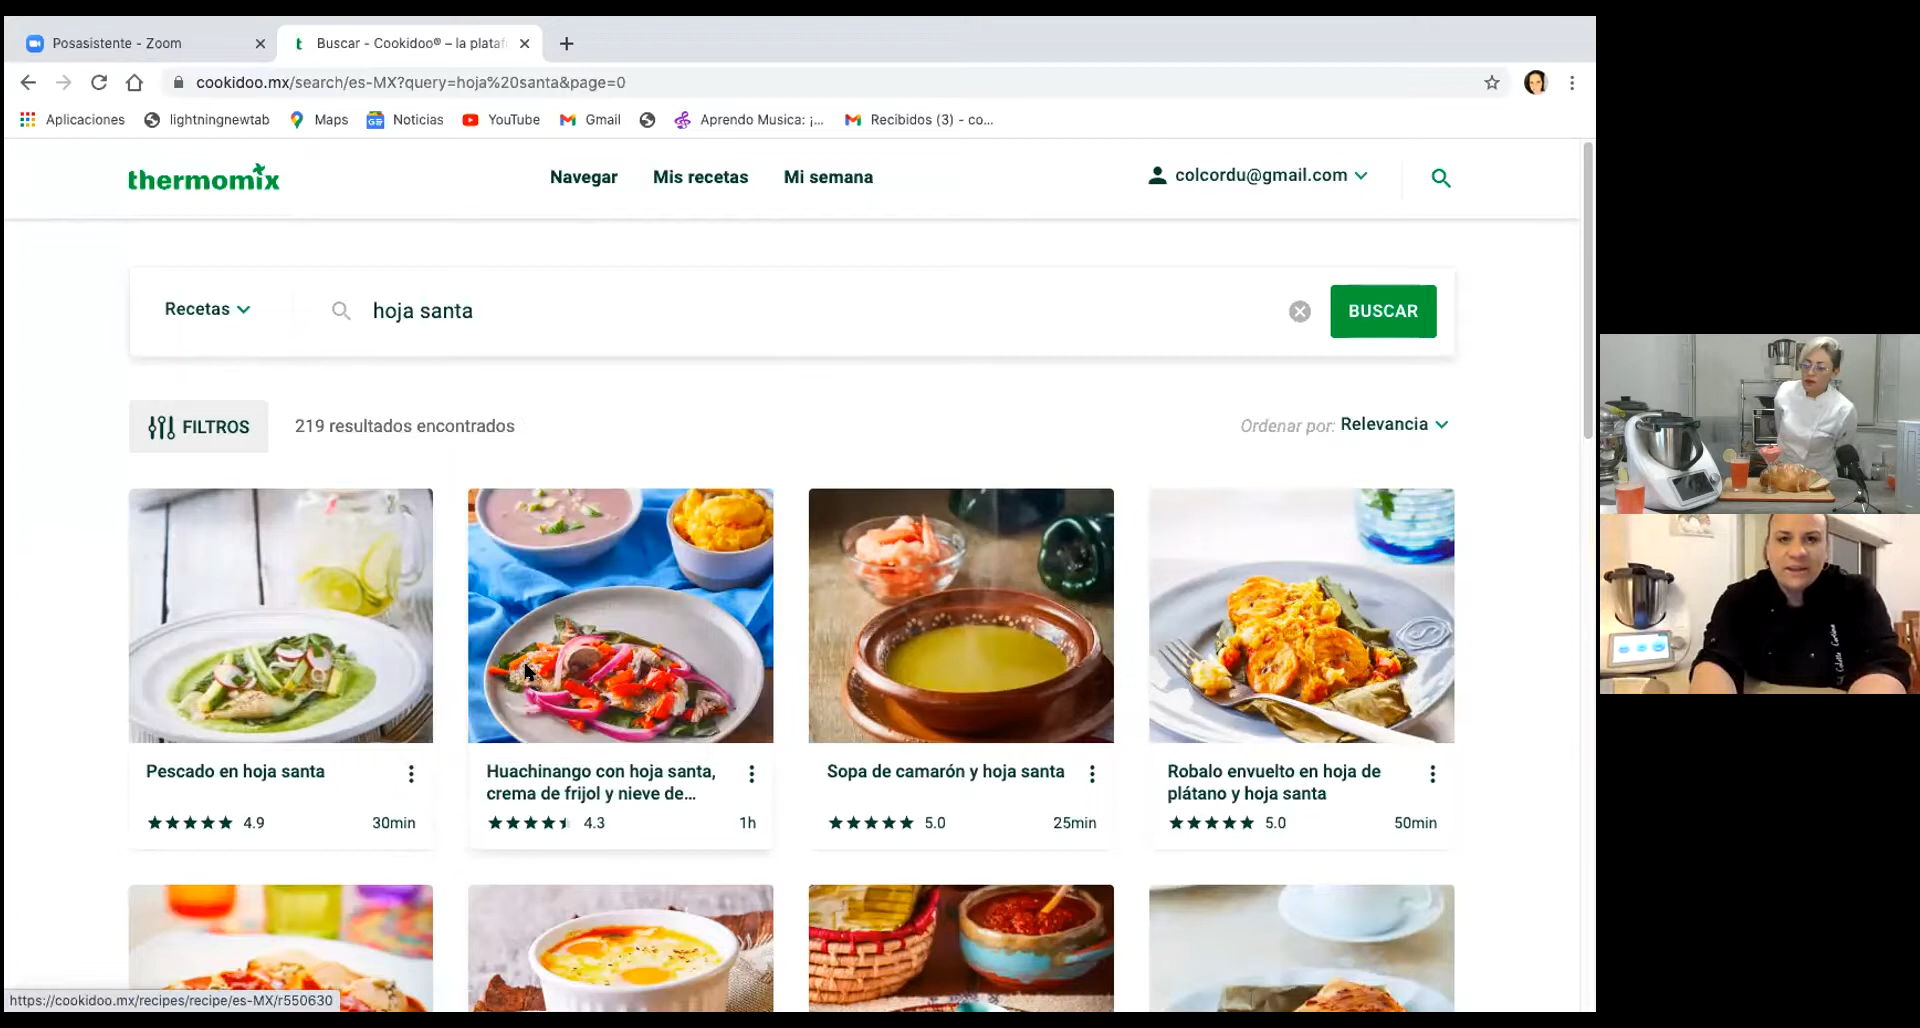 Posasistente - Zoom
Buscar - Cookidoo® – la plataf
cookidoo.mx/search/es-MX?query=hoja%20santa&page=0
Aplicaciones
lightningnewtab
Maps
Noticias
YouTube
Gmail
Aprendo Musica: ¡...
Recibidos (3) - co...
thermomix
Navegar
Mis recetas
Mi semana
colcordu@gmail.com
Recetas
hoja santa
BUSCAR
FILTROS
219 resultados encontrados
Ordenar por: Relevancia
Pescado en hoja santa
4.9
30min
Huachinango con hoja santa,
crema de frijol y nieve de...
4.3
1h
Sopa de camarón y hoja santa
5.0
25min
Robalo envuelto en hoja de
plátano y hoja santa
5.0
50min
https://cookidoo.mx/recipes/recipe/es-MX/r550630